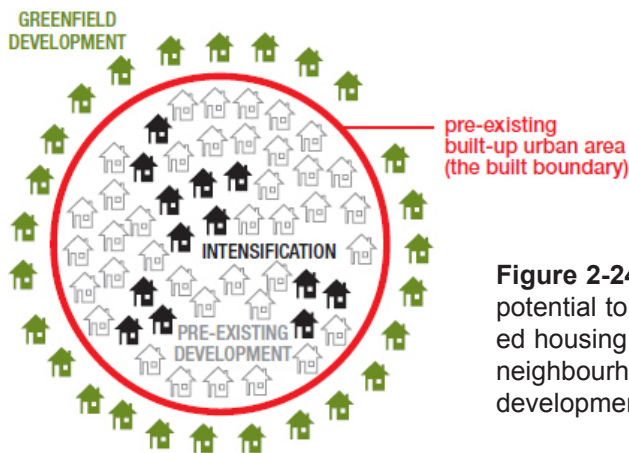 GREENFIELD
DEVELOPMENT
pre-existing
built-up urban area
(the built boundary)
INTENSIFICATION
PRE-EXISTING
DEVELOPMENT
Figure 2-24
potential to
ed housing
neighbourh
developmen